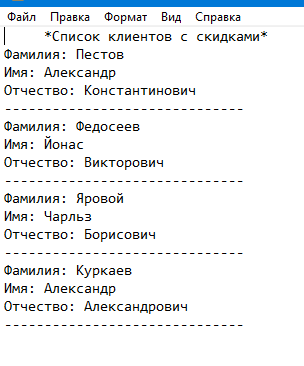 Файл Правка Формат Вид Справка
*Список клиентов с скидками*
Фамилия: Пестов
Имя: Александр
Отчество: Константинович
------------------------------
Фамилия: Федосеев
Имя: Йонас
Отчество: Викторович
------------------------------
Фамилия: Яровой
Имя: Чарльз
Отчество: Борисович
------------------------------
Фамилия: Куркаев
Имя: Александр
Отчество: Александрович
------------------------------